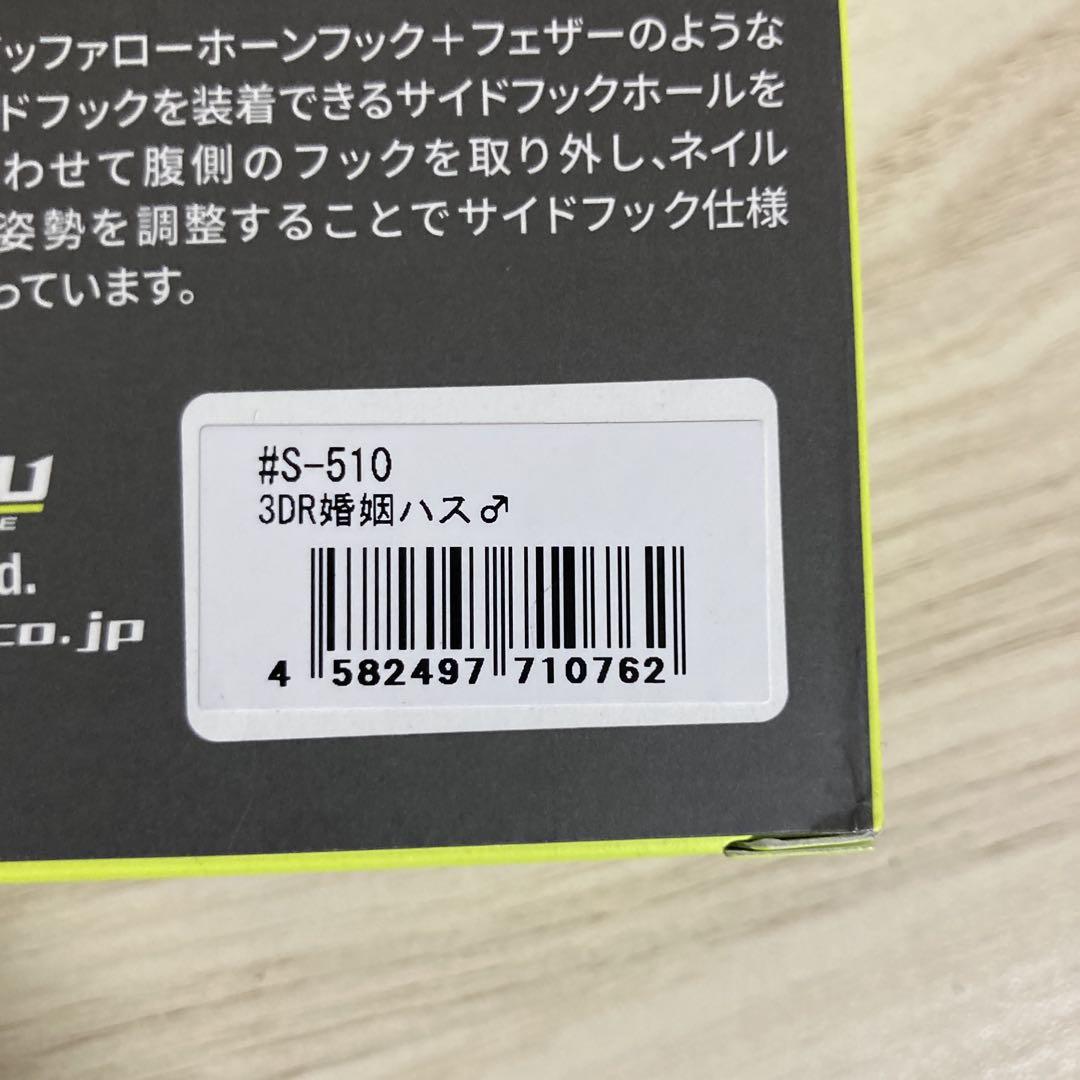 ッファローホーンフック+フェザーのような
ドフックを装着できるサイドフックホールを
わせて腹側のフックを取り外し、ネイル
姿勢を調整することでサイドフック仕様
っています。
#S-510
3DR婚姻ハス♂
U
E
d.
co.jp
4 582497 710762